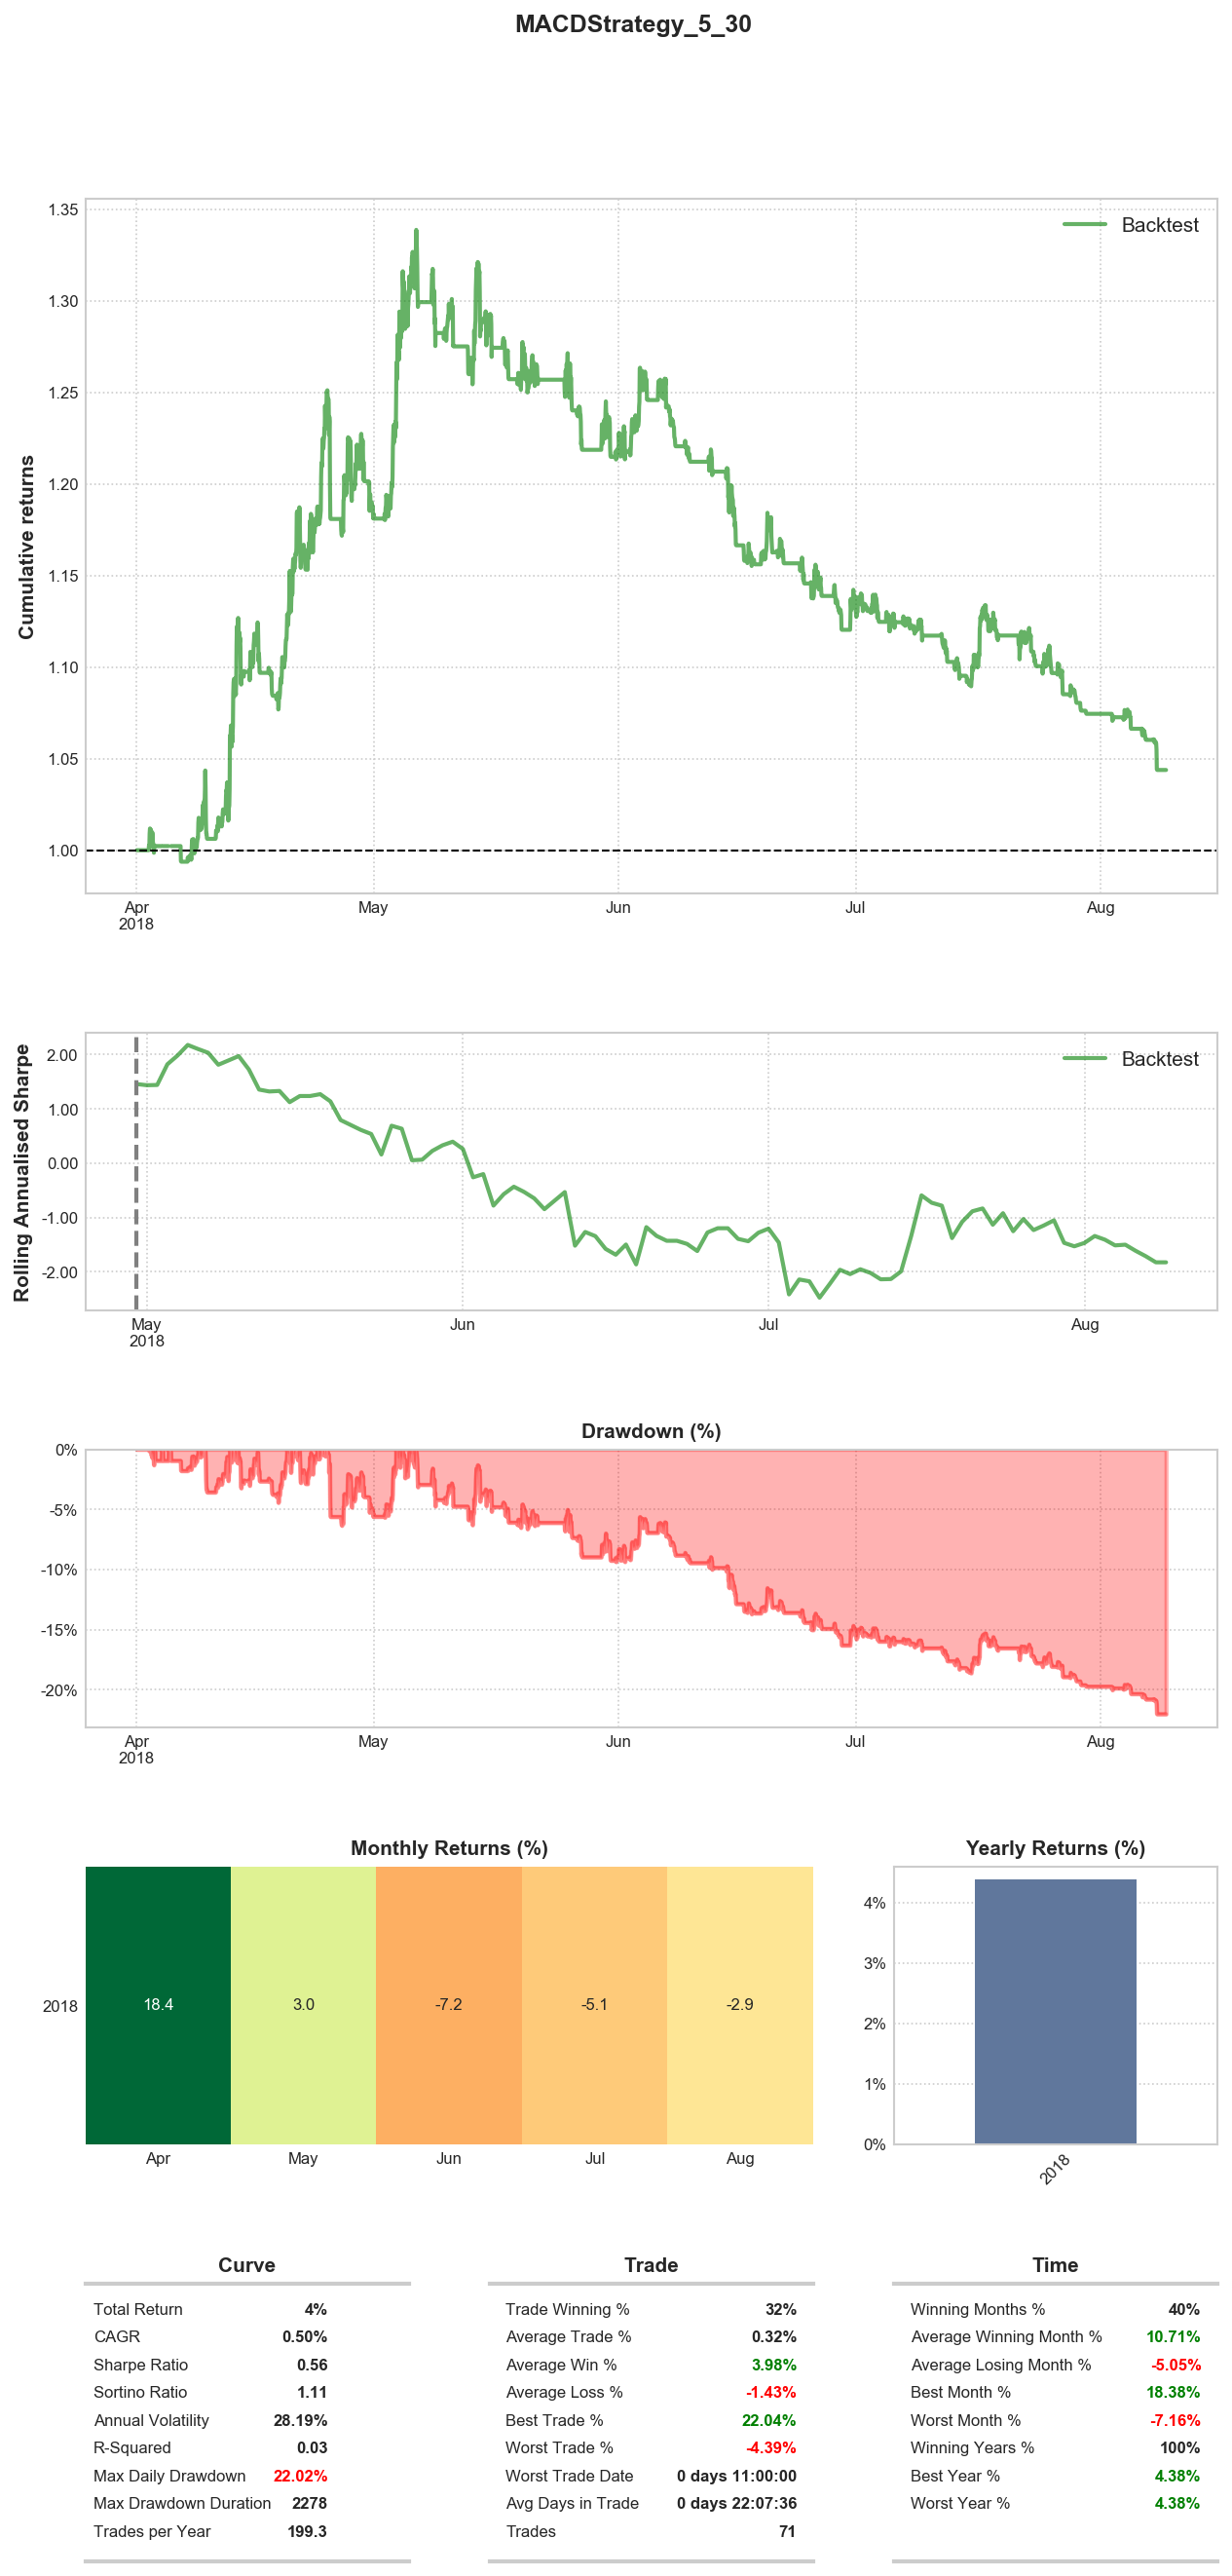 MACDStrategy_5_30
Cumulative returns
1.35
1.30
1.25
1.20
1.15
1.10
1.05
1.00
Backtest
Apr May Jun Jul Aug
2018
Rolling Annualised Sharpe
2.00
1.00
0.00
-1.00
-2.00
Backtest
May Jun Jul Aug
2018
Drawdown (%)
0%
-5%
-10%
-15%
-20%
Apr May Jun Jul Aug
2018
Monthly Returns (%)
2018 18.4 3.0 -7.2 -5.1 -2.9
Apr May Jun Jul Aug
Yearly Returns (%)
4%
3%
2%
1%
0%
2018
Curve
Total Return 4%
CAGR 0.50%
Sharpe Ratio 0.56
Sortino Ratio 1.11
Annual Volatility 28.19%
R-Squared 0.03
Max Daily Drawdown 22.02%
Max Drawdown Duration 2278
Trades per Year 199.3
Trade
Trade Winning % 32%
Average Trade % 0.32%
Average Win % 3.98%
Average Loss % -1.43%
Best Trade % 22.04%
Worst Trade % -4.39%
Worst Trade Date 0 days 11:00:00
Avg Days in Trade 0 days 22:07:36
Trades 71
Time
Winning Months % 40%
Average Winning Month % 10.71%
Average Losing Month % -5.05%
Best Month % 18.38%
Worst Month % -7.16%
Winning Years % 100%
Best Year % 4.38%
Worst Year % 4.38%